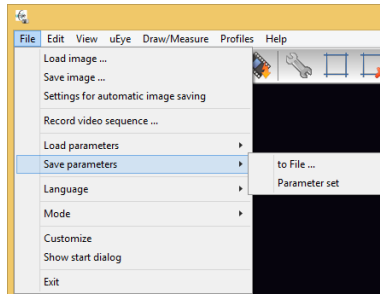 File Edit View uEye Draw/Measure Profiles Help
Load image ...
Save image ...
Settings for automatic image saving
Record video sequence ...
Load parameters
Save parameters
to File ...
Parameter set
Language
Mode
Customize
Show start dialog
Exit